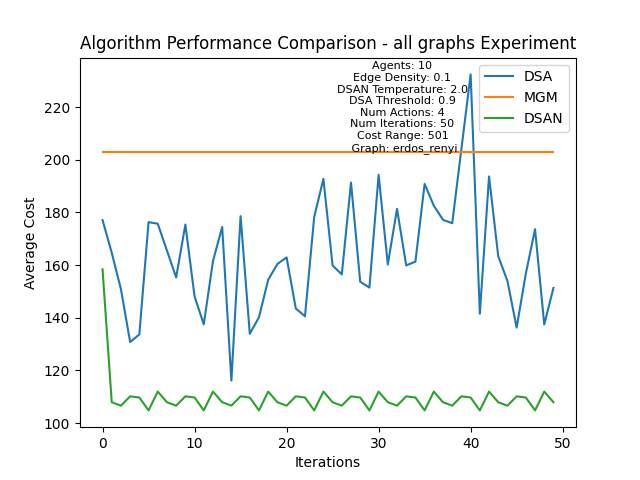 Algorithm Performance Comparison - all graphs Experiment
Agents: 10
Edge Density: 0.1
DSAN Temperature: 2.0
DSA Threshold: 0.9
Num Actions: 4
Num Iterations: 50
Cost Range: 501
Graph: erdos_renyi
DSA
MGM
DSAN
Average Cost
220
200
180
160
140
120
100
0 10 20 30 40 50
Iterations